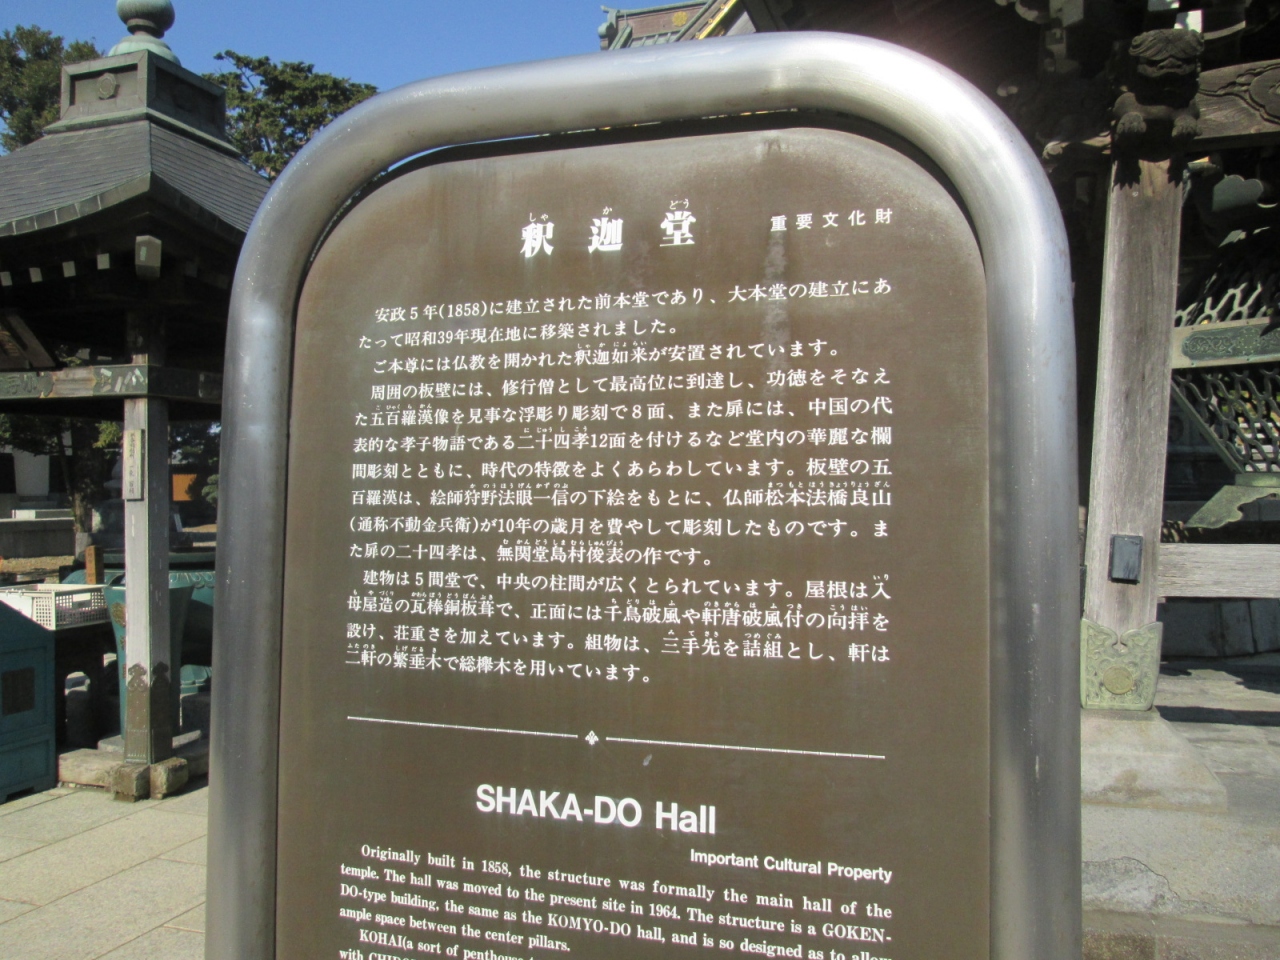 釈迦堂 重要文化財
安政5年(1858)に建立された前本堂であり、大本堂の建立にあ
たって昭和39年現在地に移築されました。
ご本尊には仏教を開かれた釈迦如来が安置されています。
周囲の板壁には、修行僧として最高位に到達し、功徳をそなえ
た五百羅漢像を見事な浮彫り彫刻で8面、また扉には、中国の代
表的な孝子物語である二十四孝12面を付けるなど堂内の華麗な欄
間彫刻とともに、時代の特徴をよくあらわしています。板壁の五
百羅漢は、絵師狩野法眼一信の下絵をもとに、仏師松本法橋良山
(通称不動金兵衛)が10年の歳月を費やして彫刻したものです。ま
た扉の二十四孝は、無関堂島村俊表の作です。
建物は5間堂で、中央の柱間が広くとられています。屋根は入
母屋造の瓦棒銅板葺で、正面には千鳥破風や軒唐破風付の向拝を
設け、荘重さを加えています。組物は、三手先を詰組とし、軒は
二軒の繁垂木で総欅木を用いています。
SHAKA-DO Hall
Important Cultural Property
Originally built in 1858, the structure was formally the main hall of the
temple. The hall was moved to the present site in 1964. The structure is a GOKEN-
DO-type building, the same as the KOMYO-DO hall, and is so designed as to allow
ample space between the center pillars.
KOHAI(a sort of penthouse
with